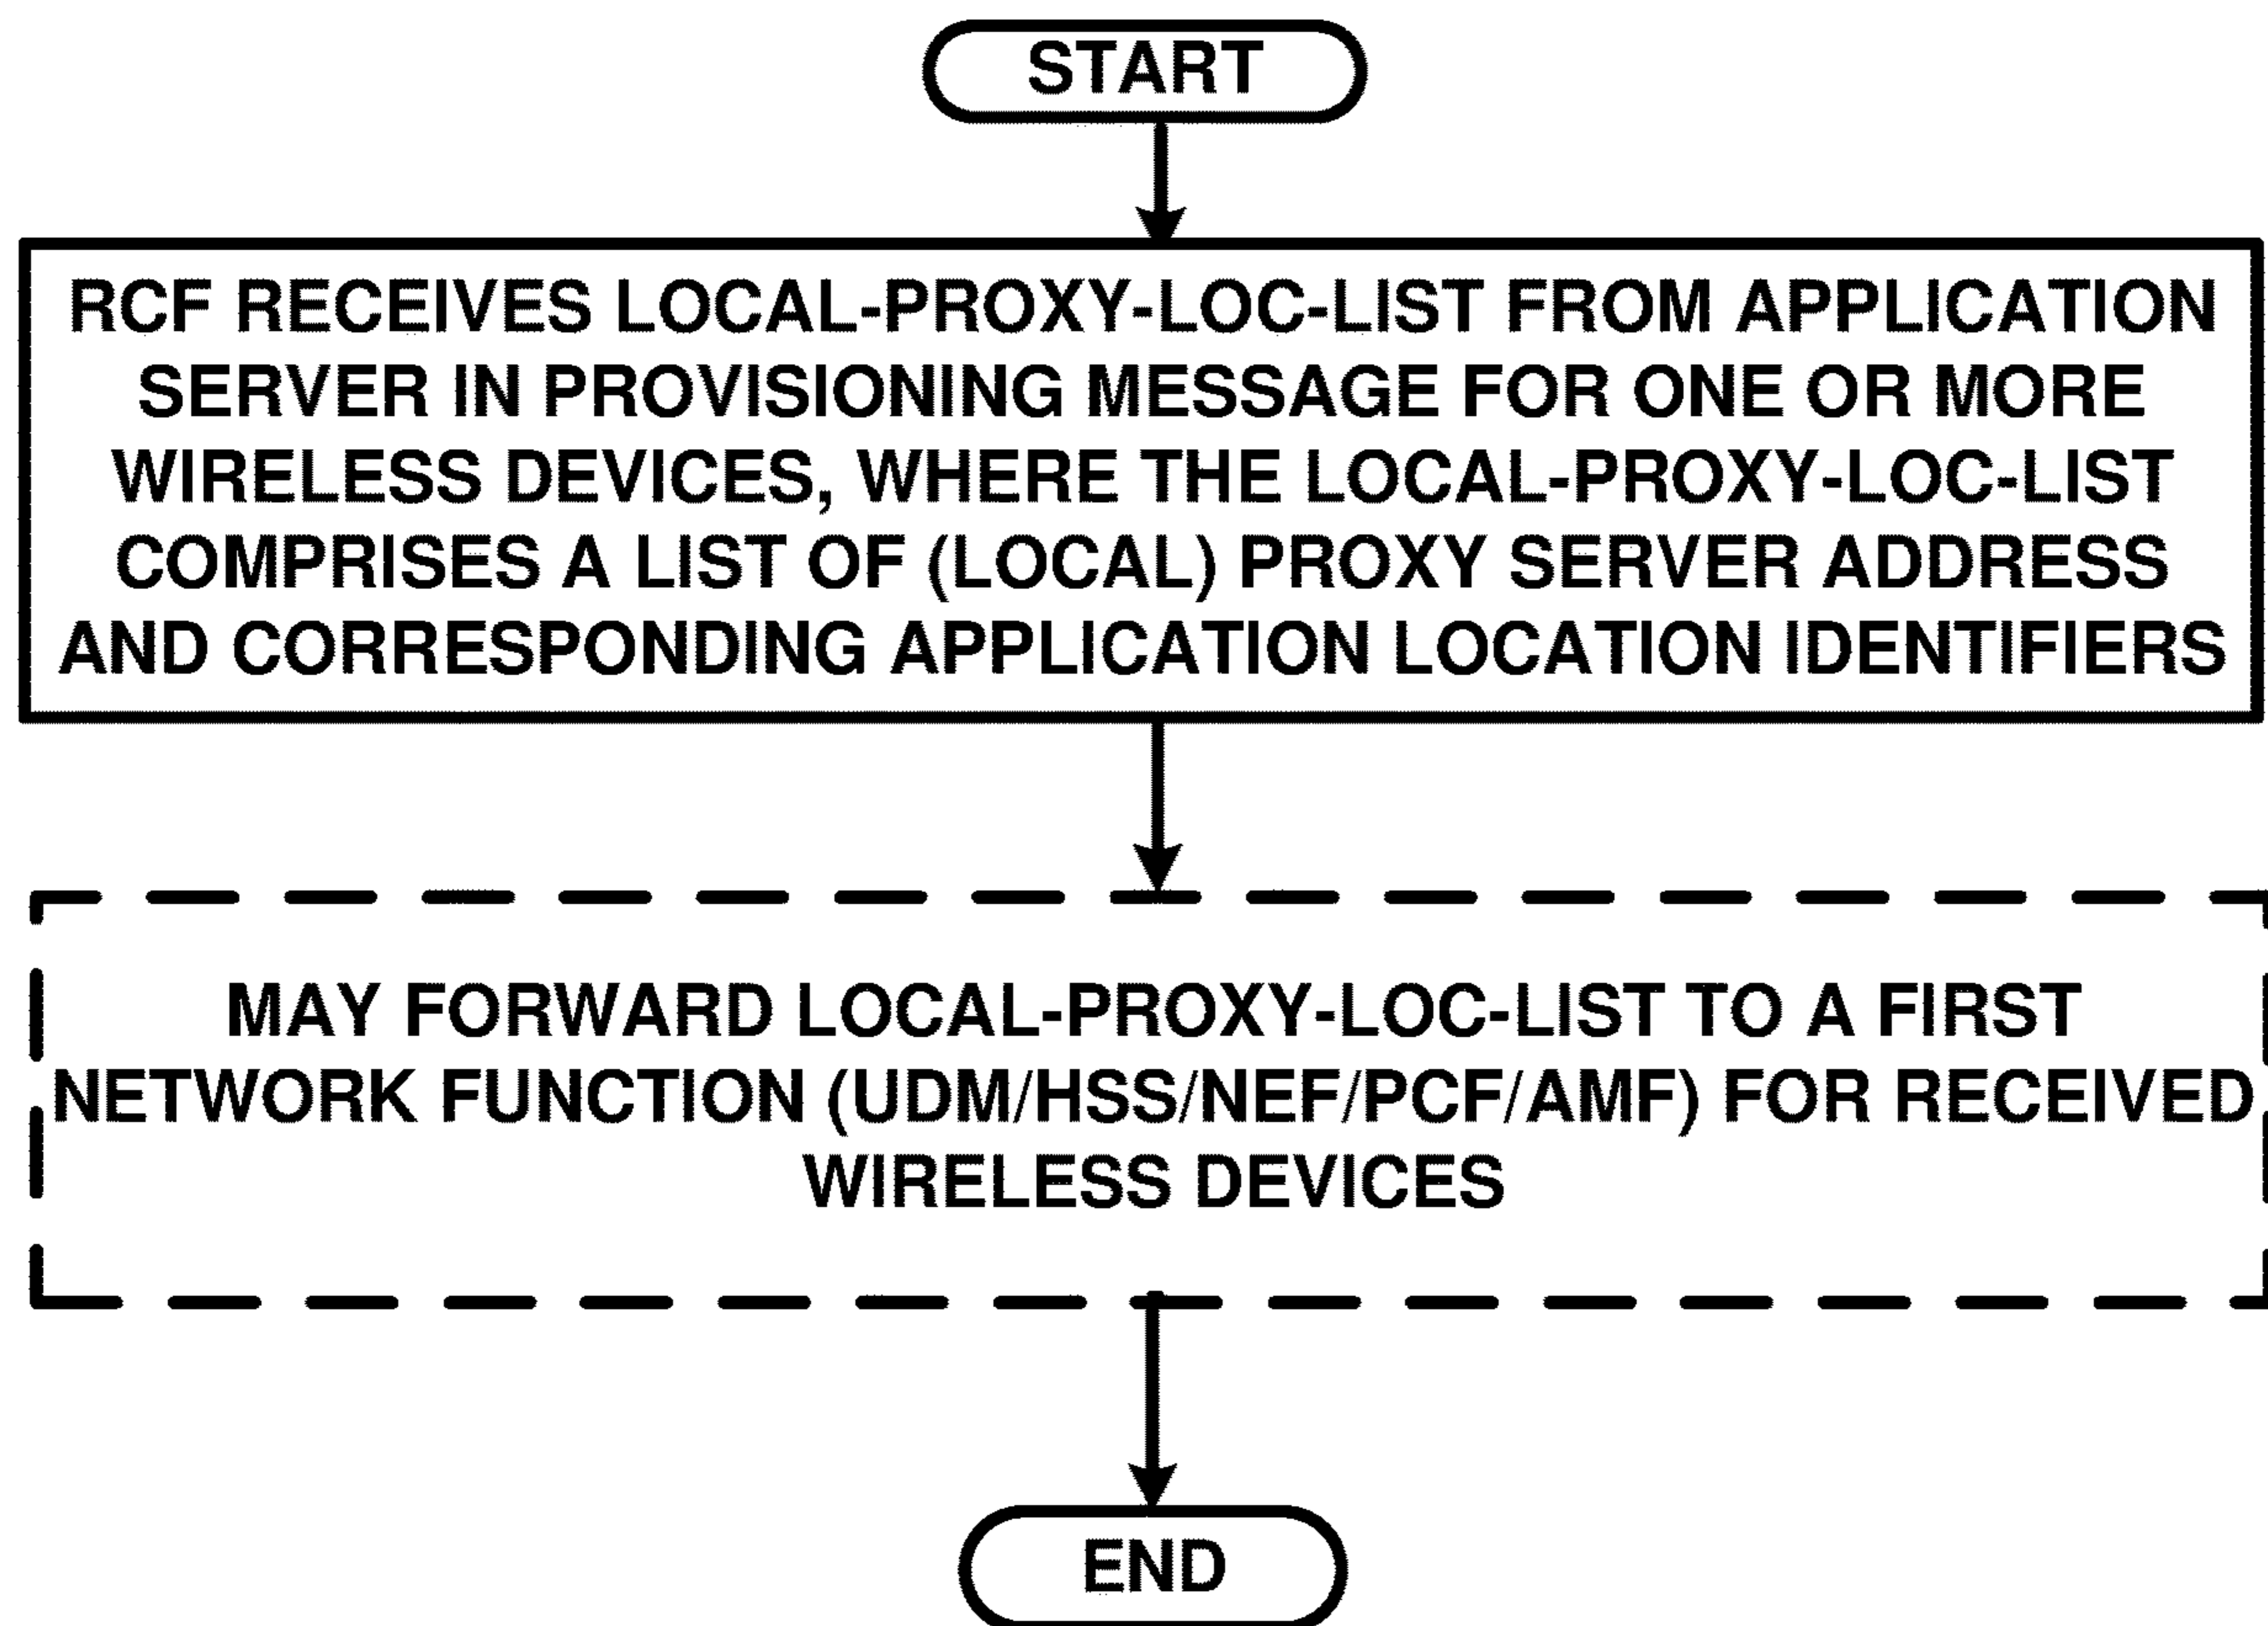 START
RCF RECEIVES LOCAL-PROXY-LOC-LIST FROM APPLICATION
SERVER IN PROVISIONING MESSAGE FOR ONE OR MORE
WIRELESS DEVICES, WHERE THE LOCAL-PROXY-LOC-LIST
COMPRISES A LIST OF (LOCAL) PROXY SERVER ADDRESS
AND CORRESPONDING APPLICATION LOCATION IDENTIFIERS
MAY FORWARD LOCAL-PROXY-LOC-LIST TO A FIRST
NETWORK FUNCTION (UDM/HSS/NEF/PCF/AMF) FOR RECEIVED
WIRELESS DEVICES
END